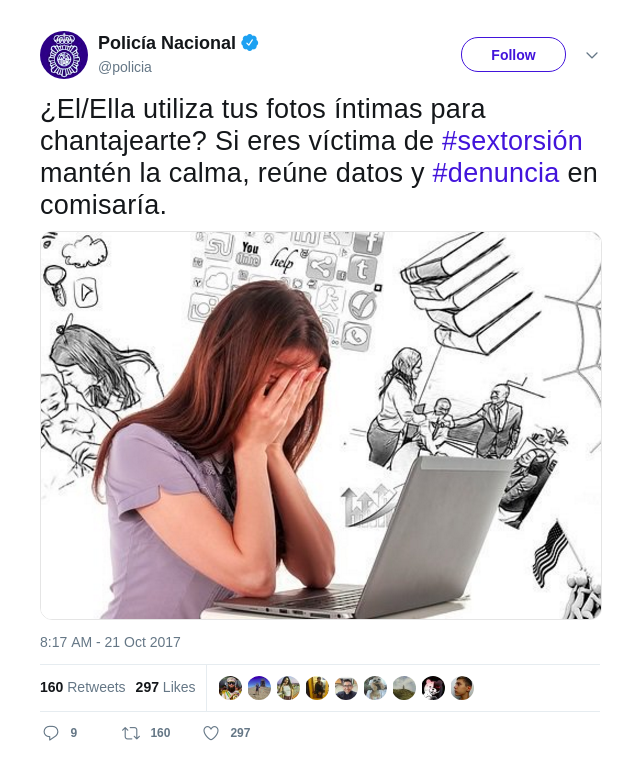 Policía Nacional
@policia
Follow
¿El/Ella utiliza tus fotos íntimas para
chantajearte? Si eres víctima de #sextorsión
mantén la calma, reúne datos y #denuncia en
comisaría.
You
help
8:17 AM - 21 Oct 2017
160 Retweets 297 Likes
9 160 297